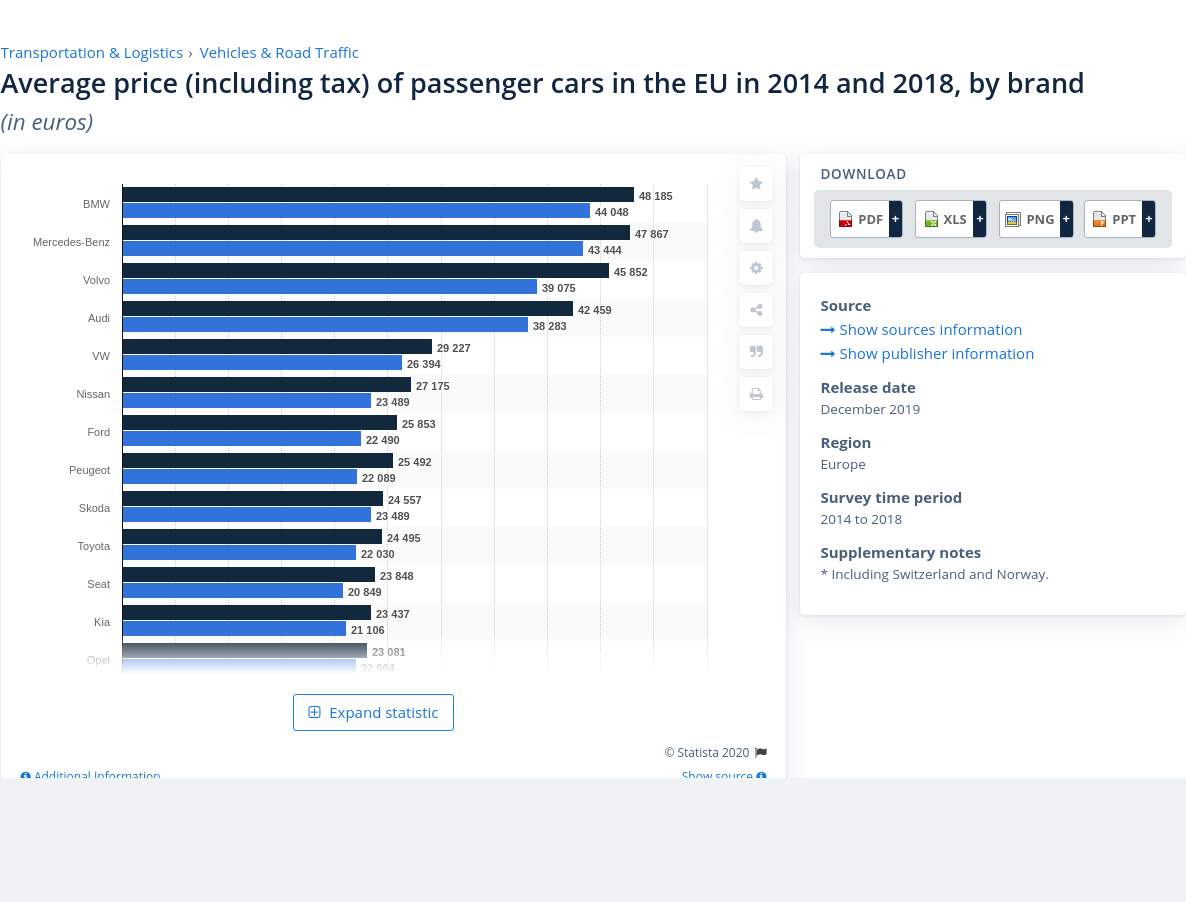 Transportation & Logistics › Vehicles & Road Traffic
Average price (including tax) of passenger cars in the EU in 2014 and 2018, by brand
(in euros)
BMW
48 185
44 048
Mercedes-Benz
47 867
43 444
Volvo
45 852
39 075
Audi
42 459
38 283
VW
29 227
26 394
Nissan
27 175
23 489
Ford
25 853
22 490
Peugeot
25 492
22 089
Skoda
24 557
23 489
Toyota
24 495
22 030
Seat
23 848
20 849
Kia
23 437
21 106
Opel
23 081
22 004
Expand statistic
© Statista 2020
Additional Information
Show source
DOWNLOAD
PDF +
XLS +
PNG +
PPT +
Source
Show sources information
Show publisher information
Release date
December 2019
Region
Europe
Survey time period
2014 to 2018
Supplementary notes
* Including Switzerland and Norway.